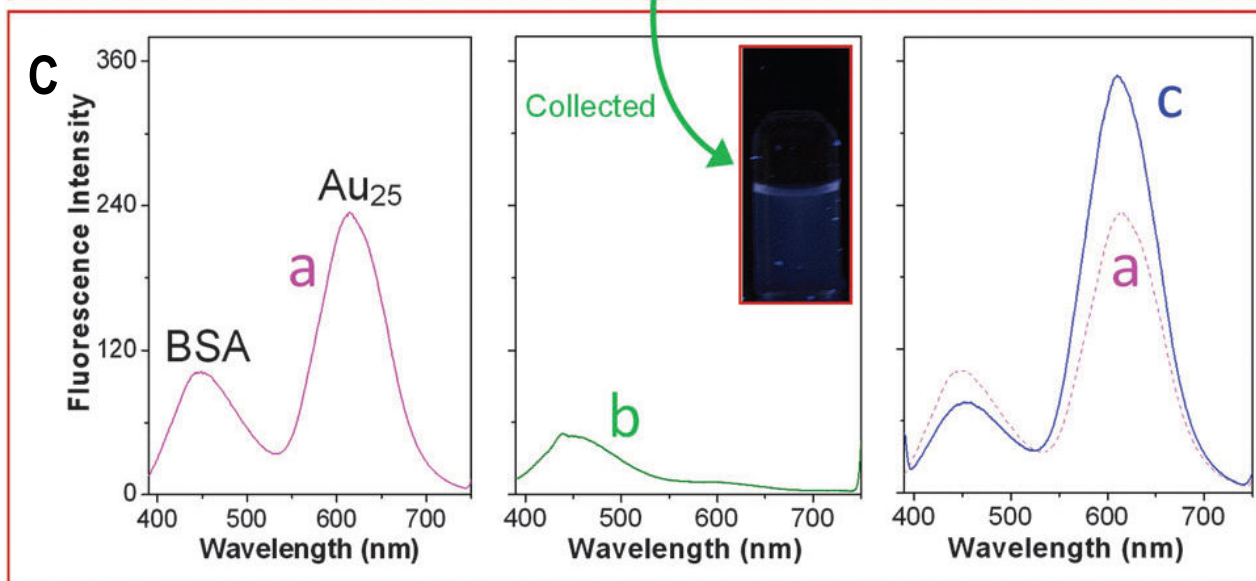 C
Fluorescence Intensity
360
240
120
0
BSA
a
Au₂₅
400 500 600 700
Wavelength (nm)
Collected
b
400 500 600 700
Wavelength (nm)
c
a
400 500 600 700
Wavelength (nm)